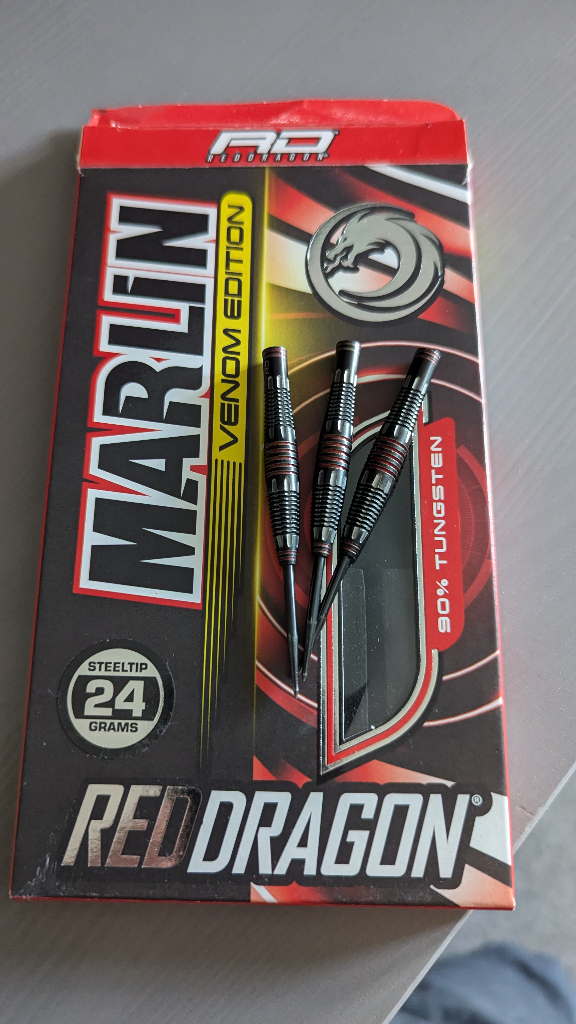 RD
REDDRAGON
MARLiN
VENOM EDITION
90% TUNGSTEN
STEELTIP
24
GRAMS
REDDRAGON®